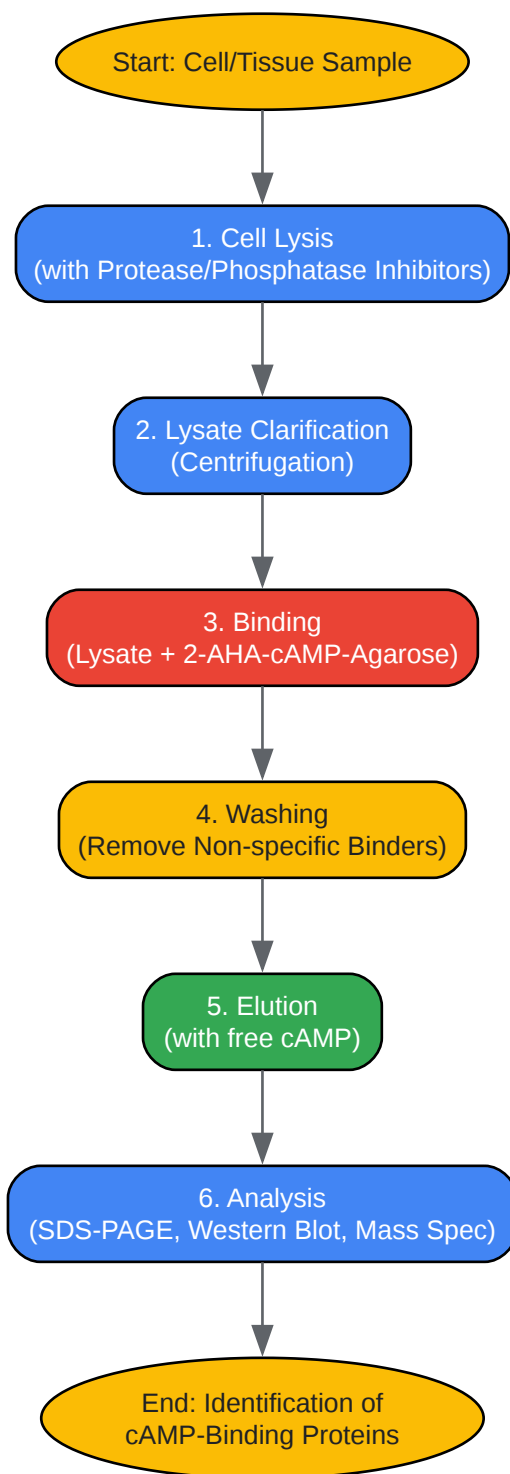 Start: Cell/Tissue Sample
1. Cell Lysis
(with Protease/Phosphatase Inhibitors)
2. Lysate Clarification
(Centrifugation)
3. Binding
(Lysate + 2-AHA-cAMP-Agarose)
4. Washing
(Remove Non-specific Binders)
5. Elution
(with free cAMP)
6. Analysis
(SDS-PAGE, Western Blot, Mass Spec)
End: Identification of
cAMP-Binding Proteins